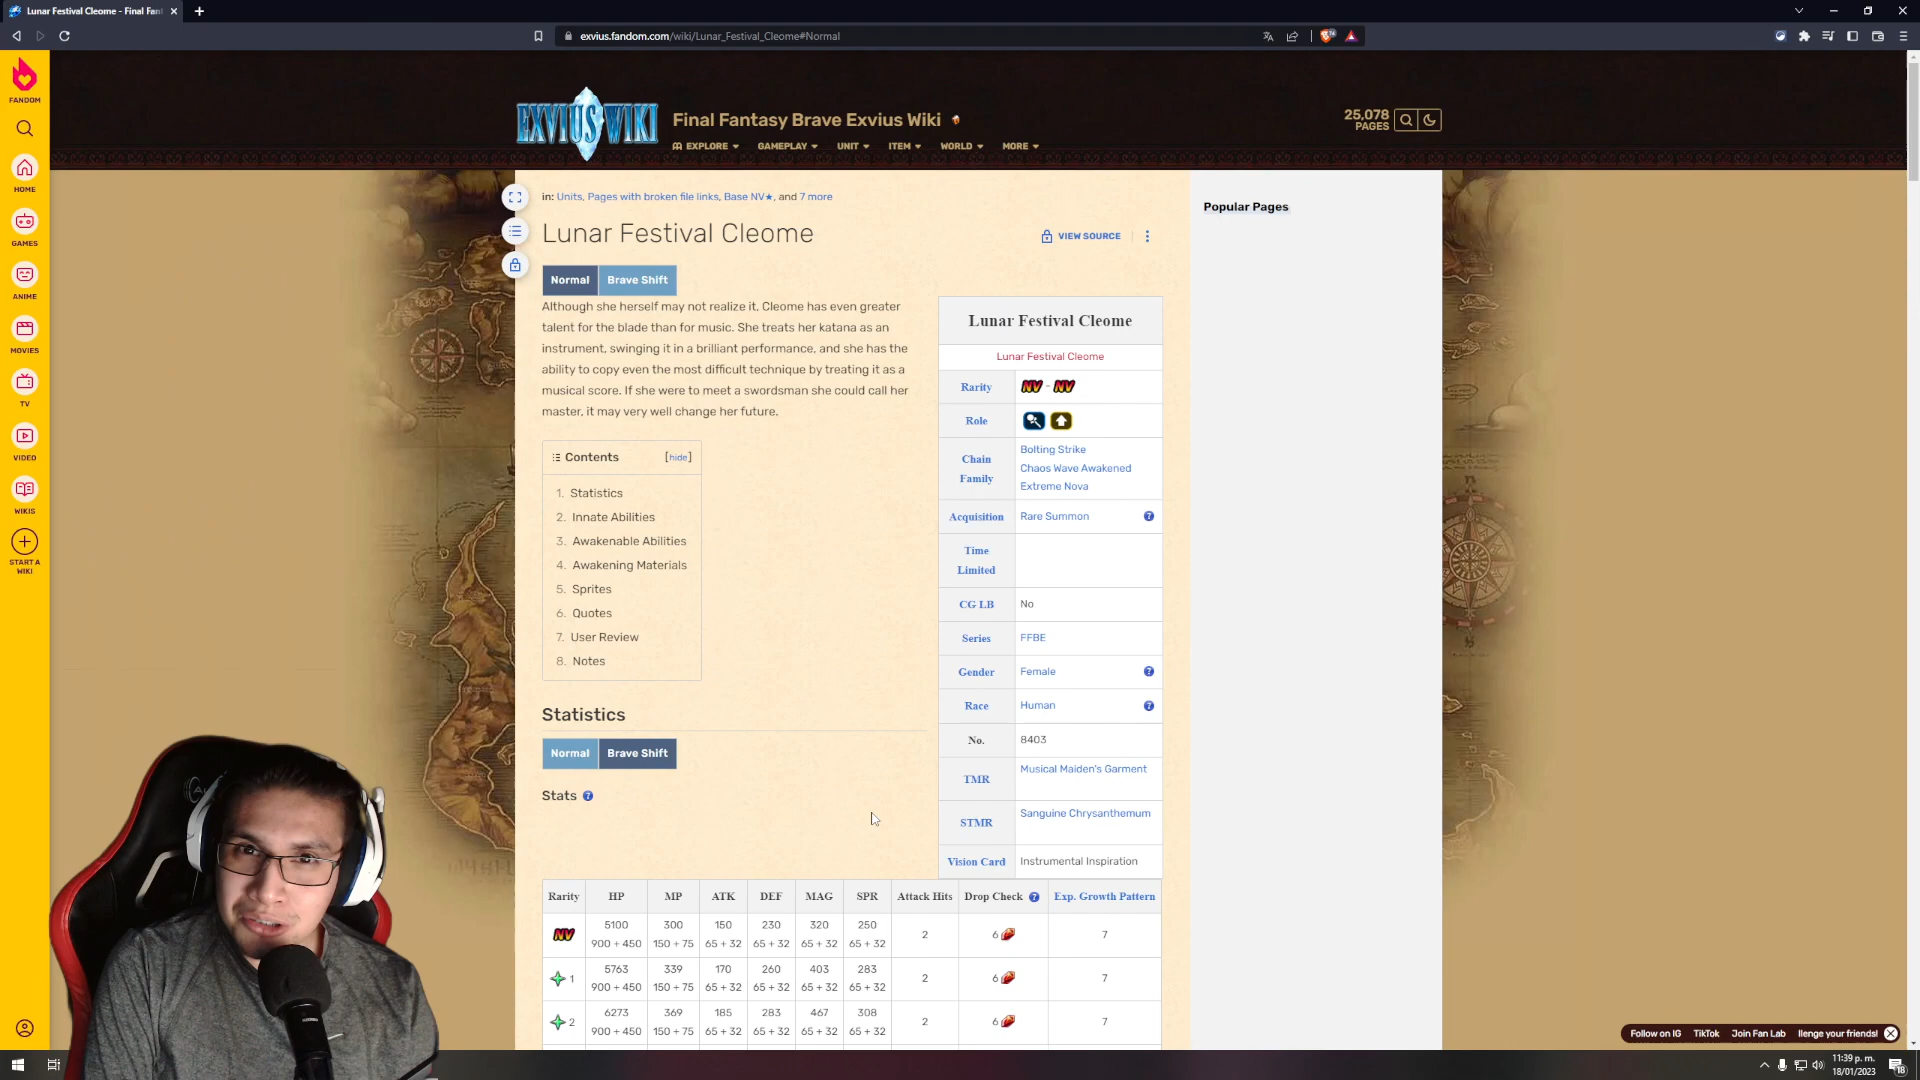 Lunar Festival Cleome - Final Fan
exvius.fandom.com/wiki/Lunar_Festival_Cleome#Normal
FANDOM
HOME
GAMES
ANIME
MOVIES
TV
VIDEO
WIKIS
START A
WIKI
EXVIUS WIKI
Final Fantasy Brave Exvius Wiki
25,078
PAGES
EXPLORE GAMEPLAY UNIT ITEM WORLD MORE
in: Units, Pages with broken file links, Base NV★, and 7 more
Lunar Festival Cleome
VIEW SOURCE
Popular Pages
Normal Brave Shift
Although she herself may not realize it, Cleome has even greater
talent for the blade than for music. She treats her katana as an
instrument, swinging it in a brilliant performance, and she has the
ability to copy even the most difficult technique by treating it as a
musical score. If she were to meet a swordsman she could call her
master, it may very well change her future.
Contents [hide]
1. Statistics
2. Innate Abilities
3. Awakenable Abilities
4. Awakening Materials
5. Sprites
6. Quotes
7. User Review
8. Notes
Lunar Festival Cleome
Lunar Festival Cleome
Rarity NV - NV
Role
Chain
Family
Bolting Strike
Chaos Wave Awakened
Extreme Nova
Acquisition Rare Summon ?
Time
Limited
CG LB No
Series FFBE
Gender Female ?
Race Human ?
No. 8403
TMR Musical Maiden's Garment
STMR Sanguine Chrysanthemum
Vision Card Instrumental Inspiration
Statistics
Normal Brave Shift
Stats ?
Rarity HP MP ATK DEF MAG SPR Attack Hits Drop Check ? Exp. Growth Pattern
NV 5100 300 150 230 320 250 2 6 7
900 + 450 150 + 75 65 + 32 65 + 32 65 + 32 65 + 32
1 5763 339 170 260 403 283 2 6 7
900 + 450 150 + 75 65 + 32 65 + 32 65 + 32 65 + 32
2 6273 369 185 283 467 308 2 6 7
900 + 450 150 + 75 65 + 32 65 + 32 65 + 32 65 + 32
Follow on IG TikTok Join Fan Lab llenge your friends!
11:39 p. m.
18/01/2023
18